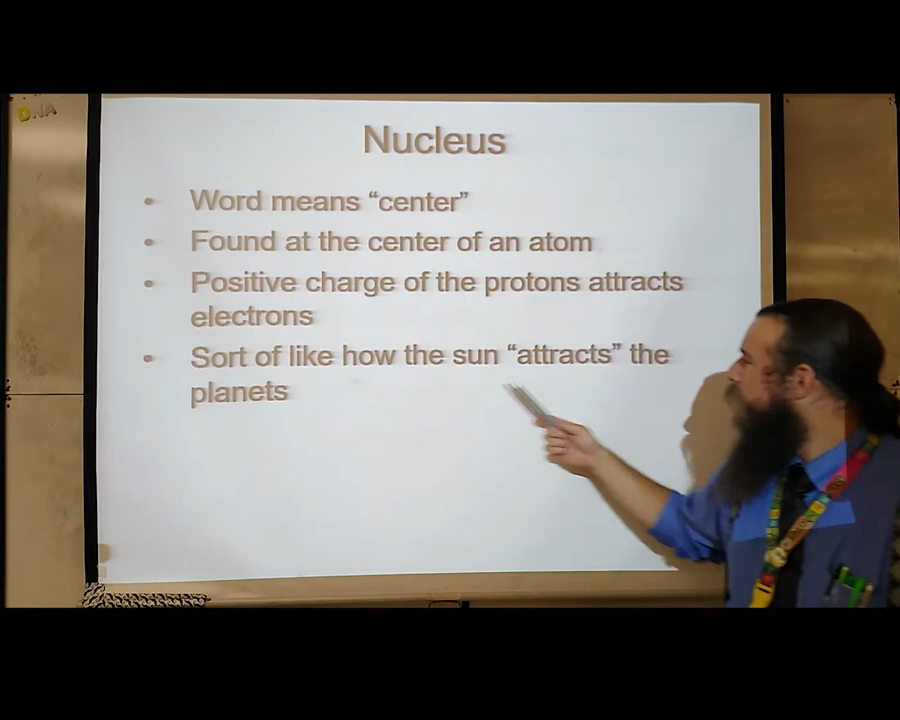 DNA
Nucleus
• Word means “center”
• Found at the center of an atom
• Positive charge of the protons attracts
electrons
• Sort of like how the sun “attracts” the
planets